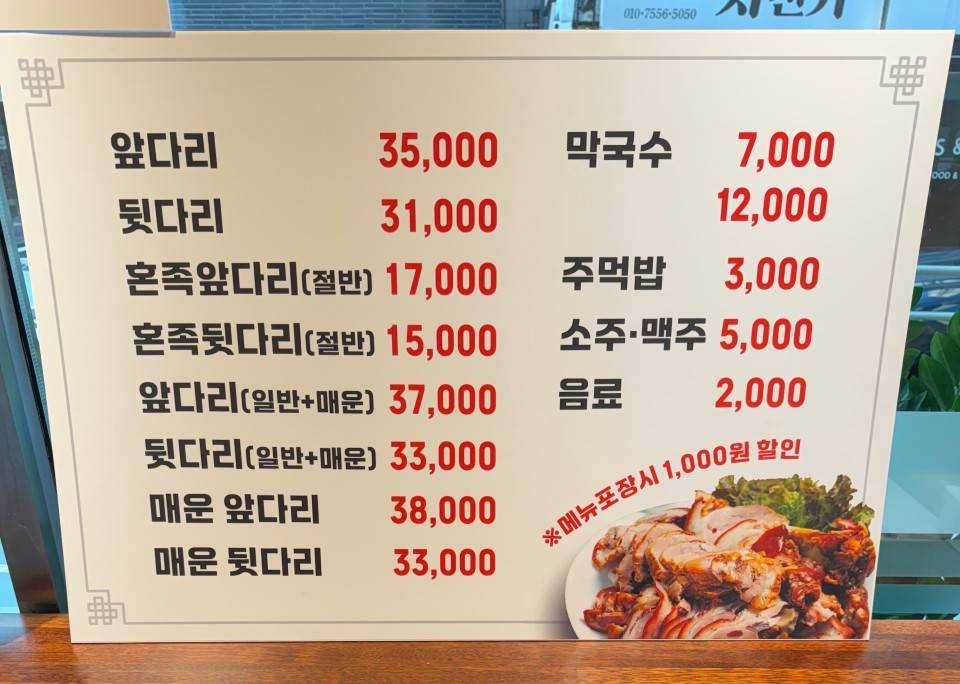 010-7556-5050
앞다리 35,000
뒷다리 31,000
혼족앞다리(절반) 17,000
혼족뒷다리(절반) 15,000
앞다리(일반+매운) 37,000
뒷다리(일반+매운) 33,000
매운 앞다리 38,000
매운 뒷다리 33,000
막국수 7,000
12,000
주먹밥 3,000
소주·맥주 5,000
음료 2,000
※메뉴포장시 1,000원 할인